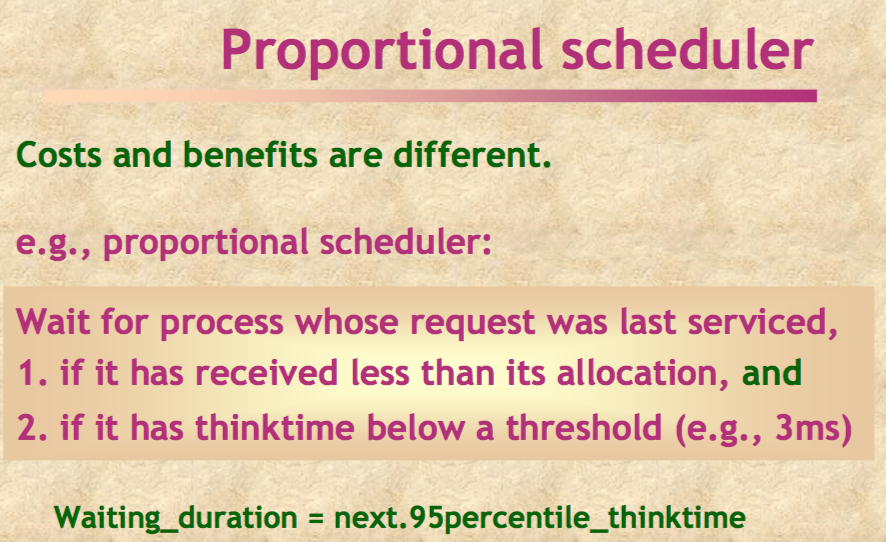 Proportional scheduler
Costs and benefits are different.
e.g., proportional scheduler:
Wait for process whose request was last serviced,
1. if it has received less than its allocation, and
2. if it has thinktime below a threshold (e.g., 3ms)
Waiting_duration = next.95percentile_thinktime